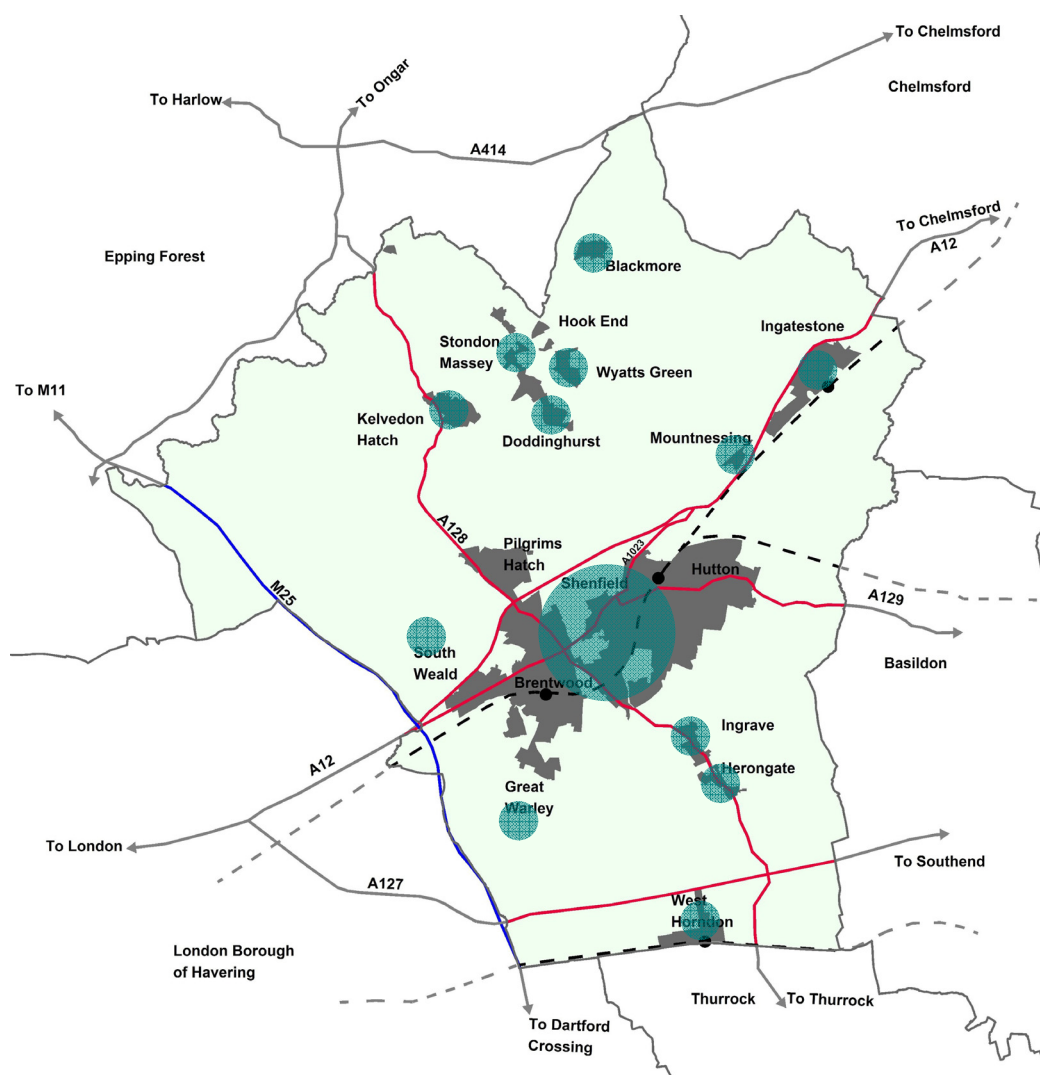 To Chelmsford
To Ongar
To Harlow
Chelmsford
A414
To Chelmsford
A12
Epping Forest
Blackmore
Hook End
Ingatestone
Stondon
Massey
Wyatts Green
To M11
Kelvedon
Hatch
Doddinghurst
Mountnessing
A128
Pilgrims
Hatch
A1023
Hutton
Shenfield
M25
A129
South
Weald
Basildon
Brentwood
Ingrave
A12
Herongate
Great
Warley
To London
To Southend
A127
West
Horndon
London Borough
of Havering
Thurrock
To Thurrock
To Dartford
Crossing